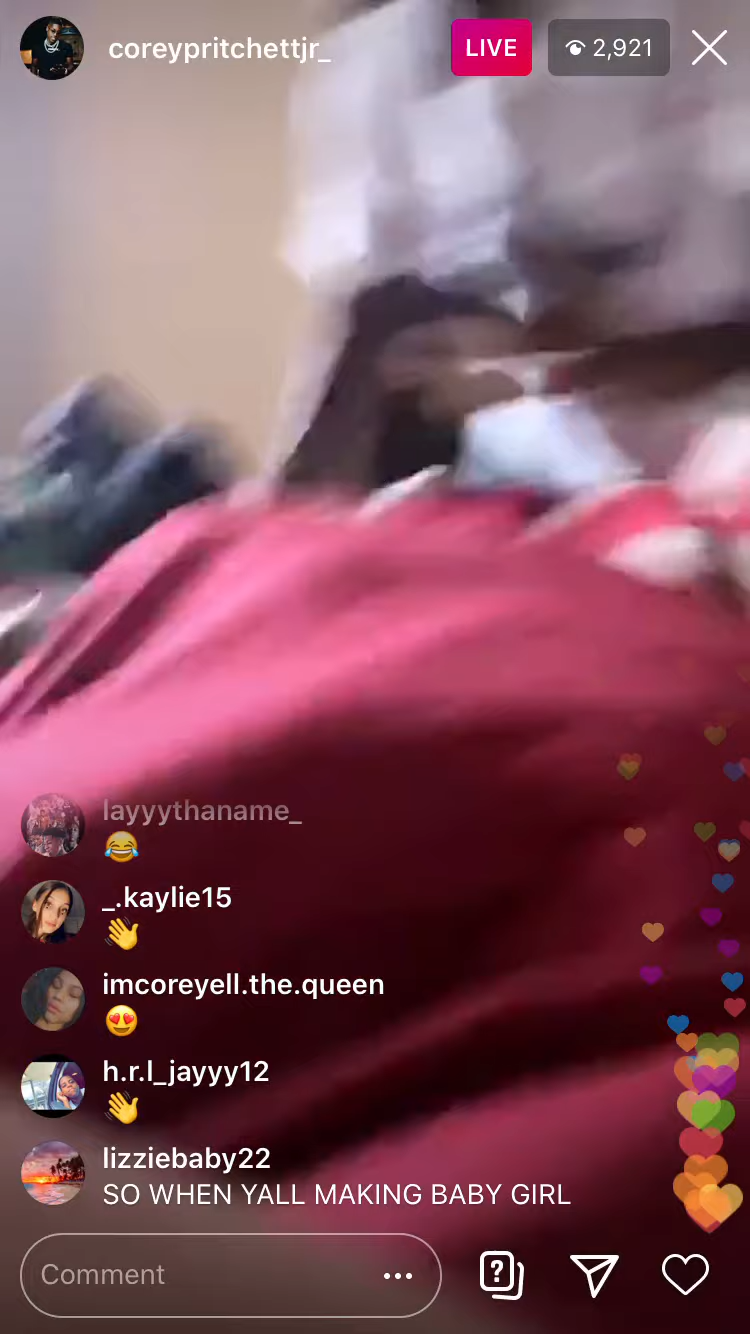 coreypritchettjr_
LIVE
2,921
layyythaname_
😂
_.kaylie15
👋
imcoreyell.the.queen
😍
h.r.l_jayyy12
👋
lizziebaby22
SO WHEN YALL MAKING BABY GIRL
Comment